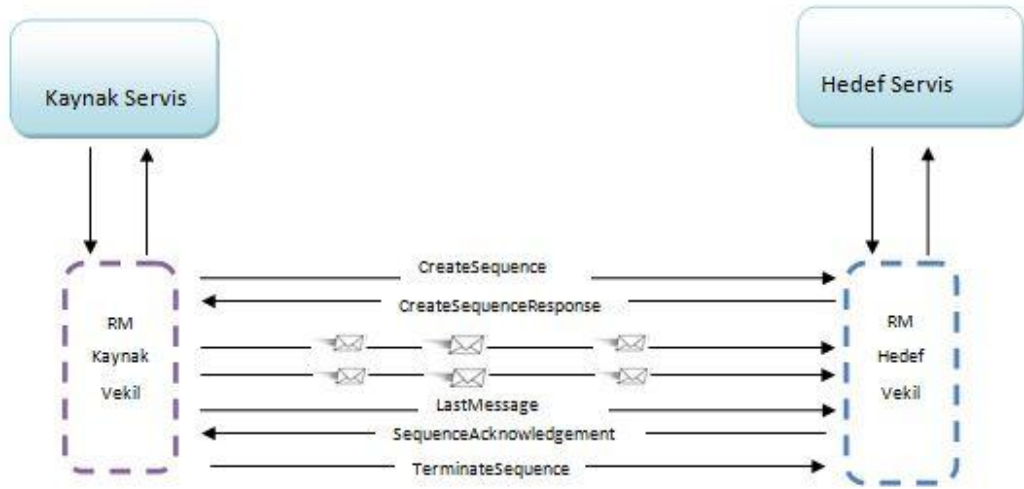 Kaynak Servis
Hedef Servis
CreateSequence
CreateSequenceResponse
RM
Kaynak
Vekil
RM
Hedef
Vekil
LastMessage
SequenceAcknowledgement
TerminateSequence